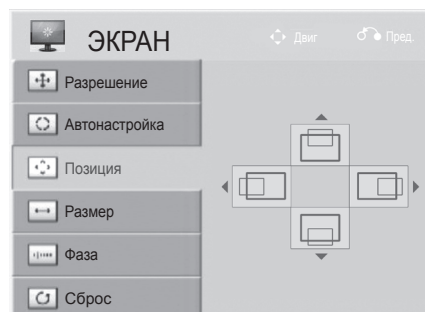 ЭКРАН
Двиг
Пред.
Разрешение
Автонастройка
Позиция
Размер
Фаза
Сброс